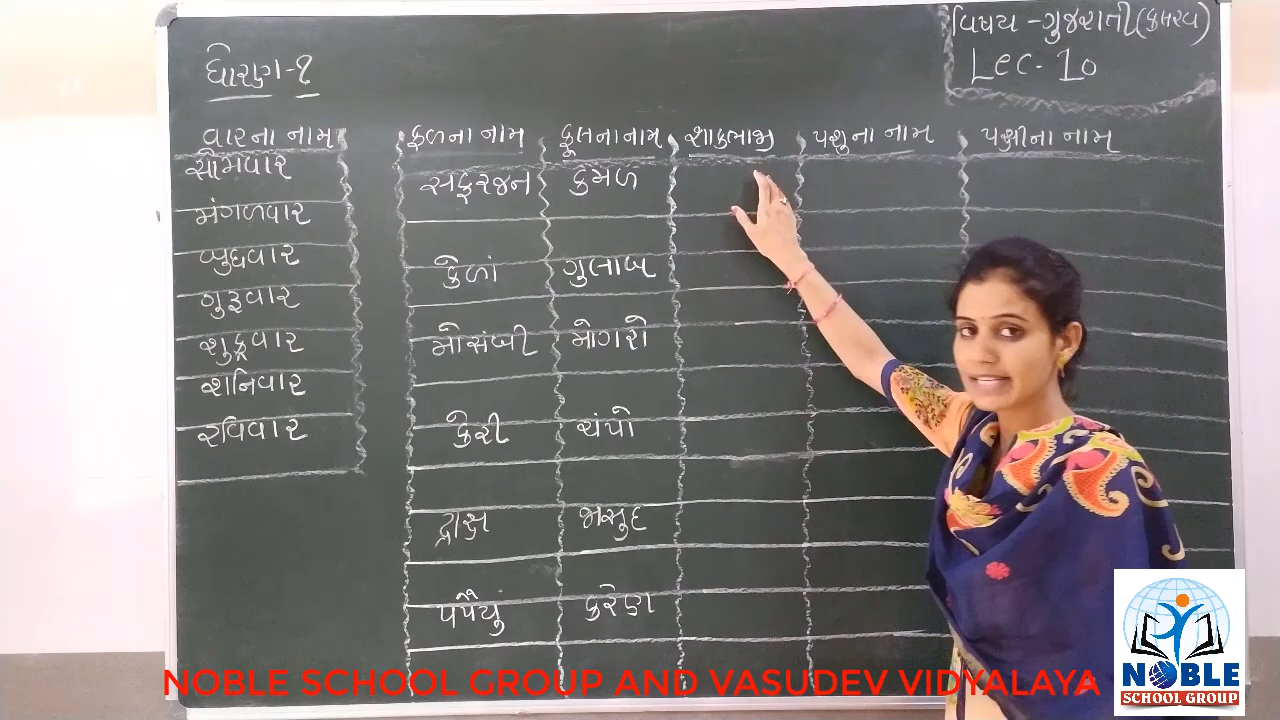 વિષય - ગુજરાતી (કલરવ)
Lec- 10
ધોરણ-૧
વારના નામ
સોમવાર
મંગળવાર
બુધવાર
ગુરૂવાર
શુક્રવાર
શનિવાર
રવિવાર
ફળના નામ ફૂલના નામ શાકભાજી પશુના નામ પક્ષીના નામ
સફરજન કમળ
કેળાં ગુલાબ
મોસંબી મોગરો
કેરી ચંપો
દ્રાક્ષ જાસુદ
પપૈયું કરેણ
NOBLE SCHOOL GROUP AND VASUDEV VIDYALAYA
NOBLE
SCHOOL GROUP